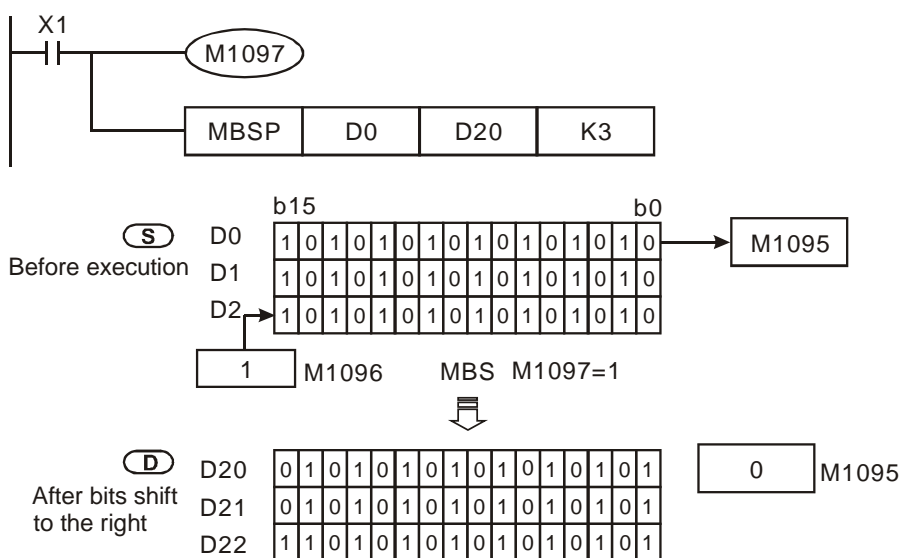 X1
M1097
MBSP D0 D20 K3
b15 b0
S D0 1 0 1 0 1 0 1 0 1 0 1 0 1 0 1 0 M1095
Before execution D1 1 0 1 0 1 0 1 0 1 0 1 0 1 0 1 0
D2 1 0 1 0 1 0 1 0 1 0 1 0 1 0 1 0
1 M1096 MBS M1097=1
D D20 0 1 0 1 0 1 0 1 0 1 0 1 0 1 0 1 0 M1095
After bits shift D21 0 1 0 1 0 1 0 1 0 1 0 1 0 1 0 1
to the right
D22 1 1 0 1 0 1 0 1 0 1 0 1 0 1 0 1